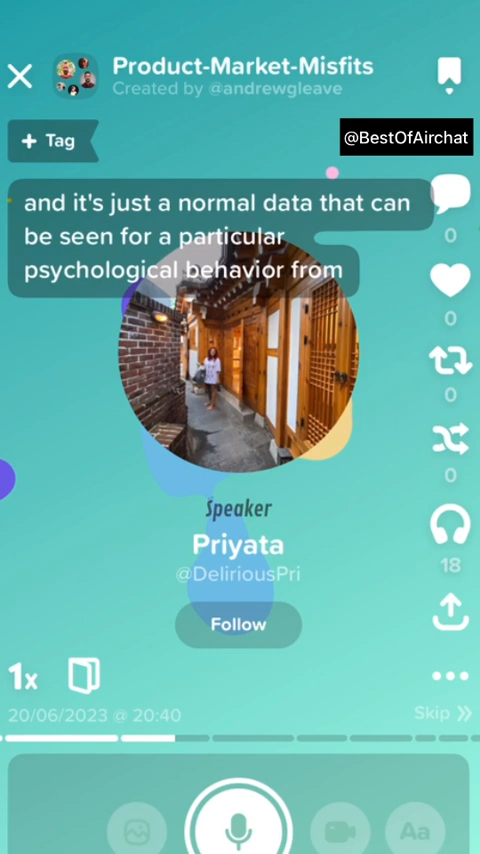 Product-Market-Misfits
Created by @andrewgleave
+ Tag
@BestOfAirchat
and it's just a normal data that can
be seen for a particular
psychological behavior from
0
0
0
0
18
Speaker
Priyata
@DeliriousPri
Follow
1x
20/06/2023 @ 20:40
Skip
Aa